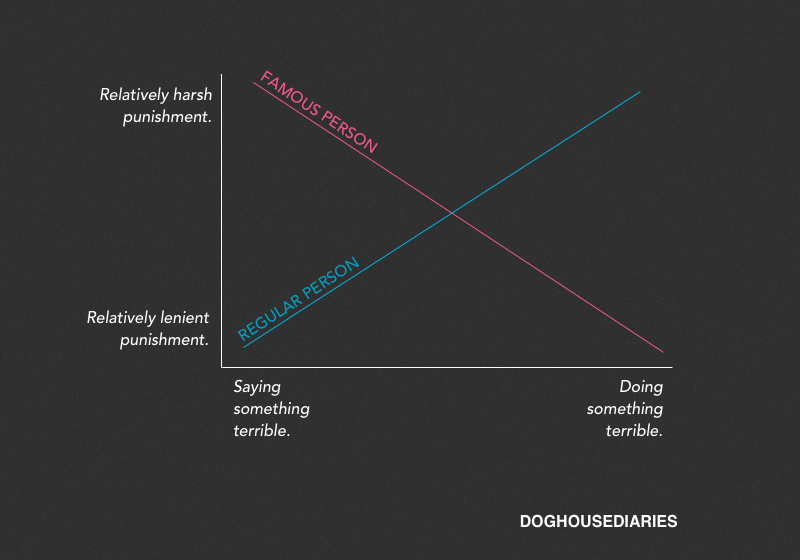 FAMOUS PERSON
Relatively harsh
punishment.
REGULAR PERSON
Relatively lenient
punishment.
Saying
something
terrible.
Doing
something
terrible.
DOGHOUSEDIARIES